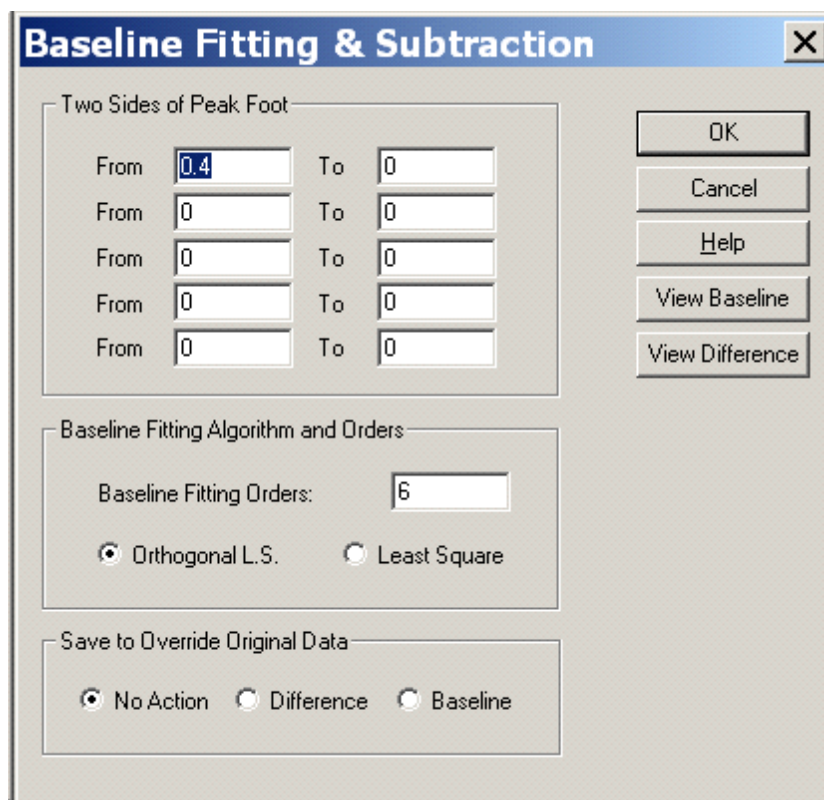 Baseline Fitting & Subtraction
Two Sides of Peak Foot
From 0.4 To 0
From 0 To 0
From 0 To 0
From 0 To 0
From 0 To 0
OK
Cancel
Help
View Baseline
View Difference
Baseline Fitting Algorithm and Orders
Baseline Fitting Orders: 6
Orthogonal L.S. Least Square
Save to Override Original Data
No Action Difference Baseline